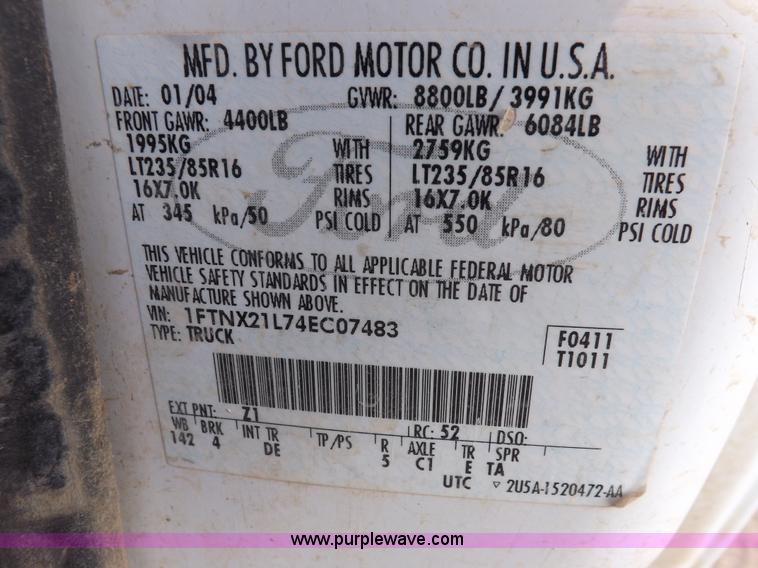 MFD. BY FORD MOTOR CO. IN U.S.A.
DATE: 01/04 GVWR: 8800LB/ 3991KG
FRONT GAWR: 4400LB REAR GAWR: 6084LB
1995KG WITH 2759KG WITH
LT235/85R16 TIRES LT235/85R16 TIRES
16X7.0K RIMS 16X7.0K RIMS
AT 345 kPa/50 PSI COLD AT 550 kPa/80 PSI COLD
Ford
THIS VEHICLE CONFORMS TO ALL APPLICABLE FEDERAL MOTOR
VEHICLE SAFETY STANDARDS IN EFFECT ON THE DATE OF
MANUFACTURE SHOWN ABOVE.
VIN: 1FTNX21L74EC07483
TYPE: TRUCK
F0411
T1011
EXT PNT: Z1 RC: 52 DSO:
WB BRK INT TR TP/PS R AXLE TR SPR
142 4 DE 5 C1 E TA
UTC ▽ 2U5A-1520472-AA
www.purplewave.com